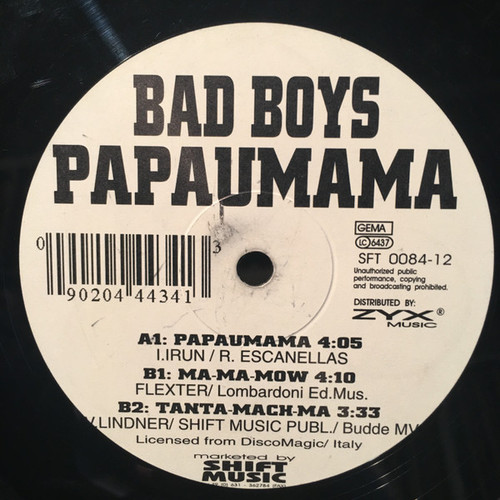 BAD BOYS
PAPAUMAMA
GEMA
LC 6437
SFT 0084-12
Unauthorized public
performance, copying
and broadcasting prohibited.
DISTRIBUTED BY:
ZYX®
MUSIC
0 90204 44341 3
A1: PAPAUMAMA 4:05
I.IRUN / R. ESCANELLAS
B1: MA-MA-MOW 4:10
FLEXTER/ Lombardoni Ed.Mus.
B2: TANTA-MACH-MA 3:33
LINDNER/ SHIFT MUSIC PUBL./ Budde MV
Licensed from DiscoMagic/ Italy
marketed by
SHIFT
MUSIC